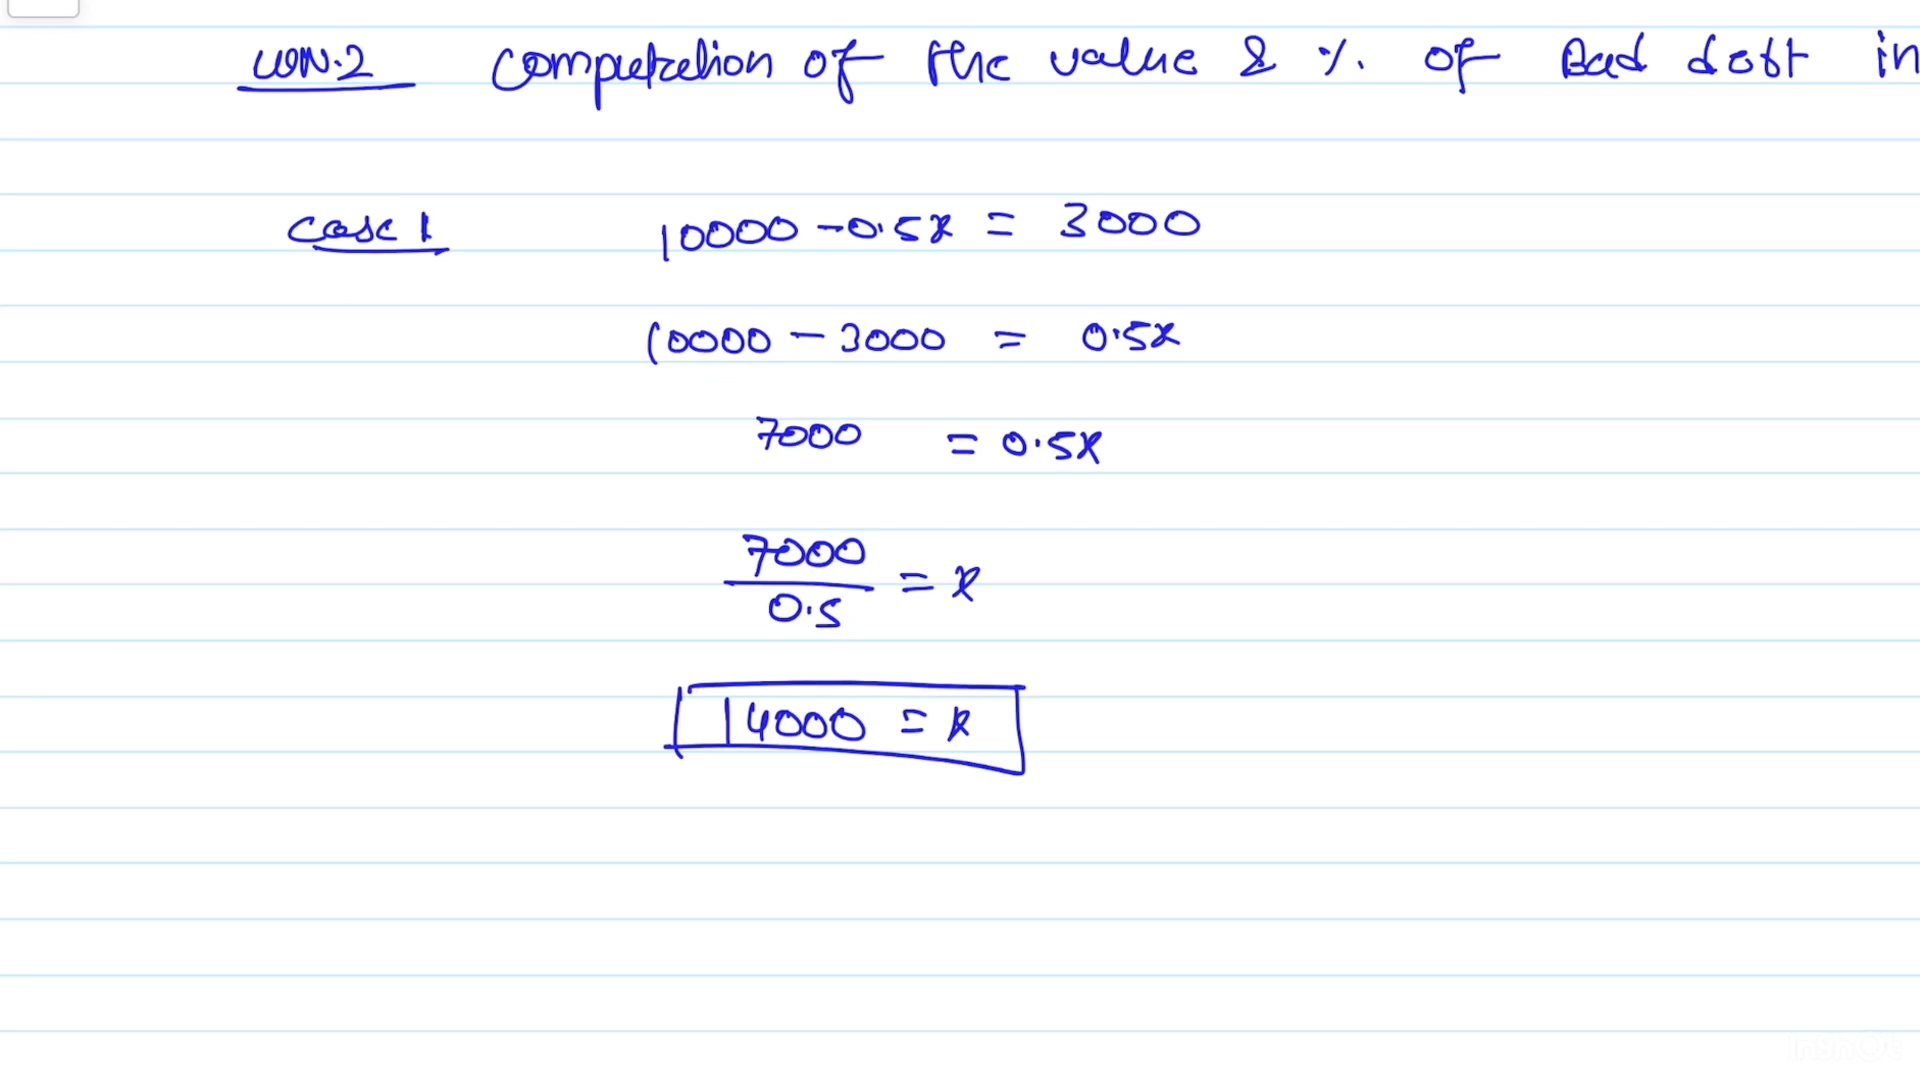 WN.2 Computation of the value & % of Bad debt in
Case 1 10000 - 0.5x = 3000
10000 - 3000 = 0.5x
7000 = 0.5x
7000
0.5
= x
14000 = x